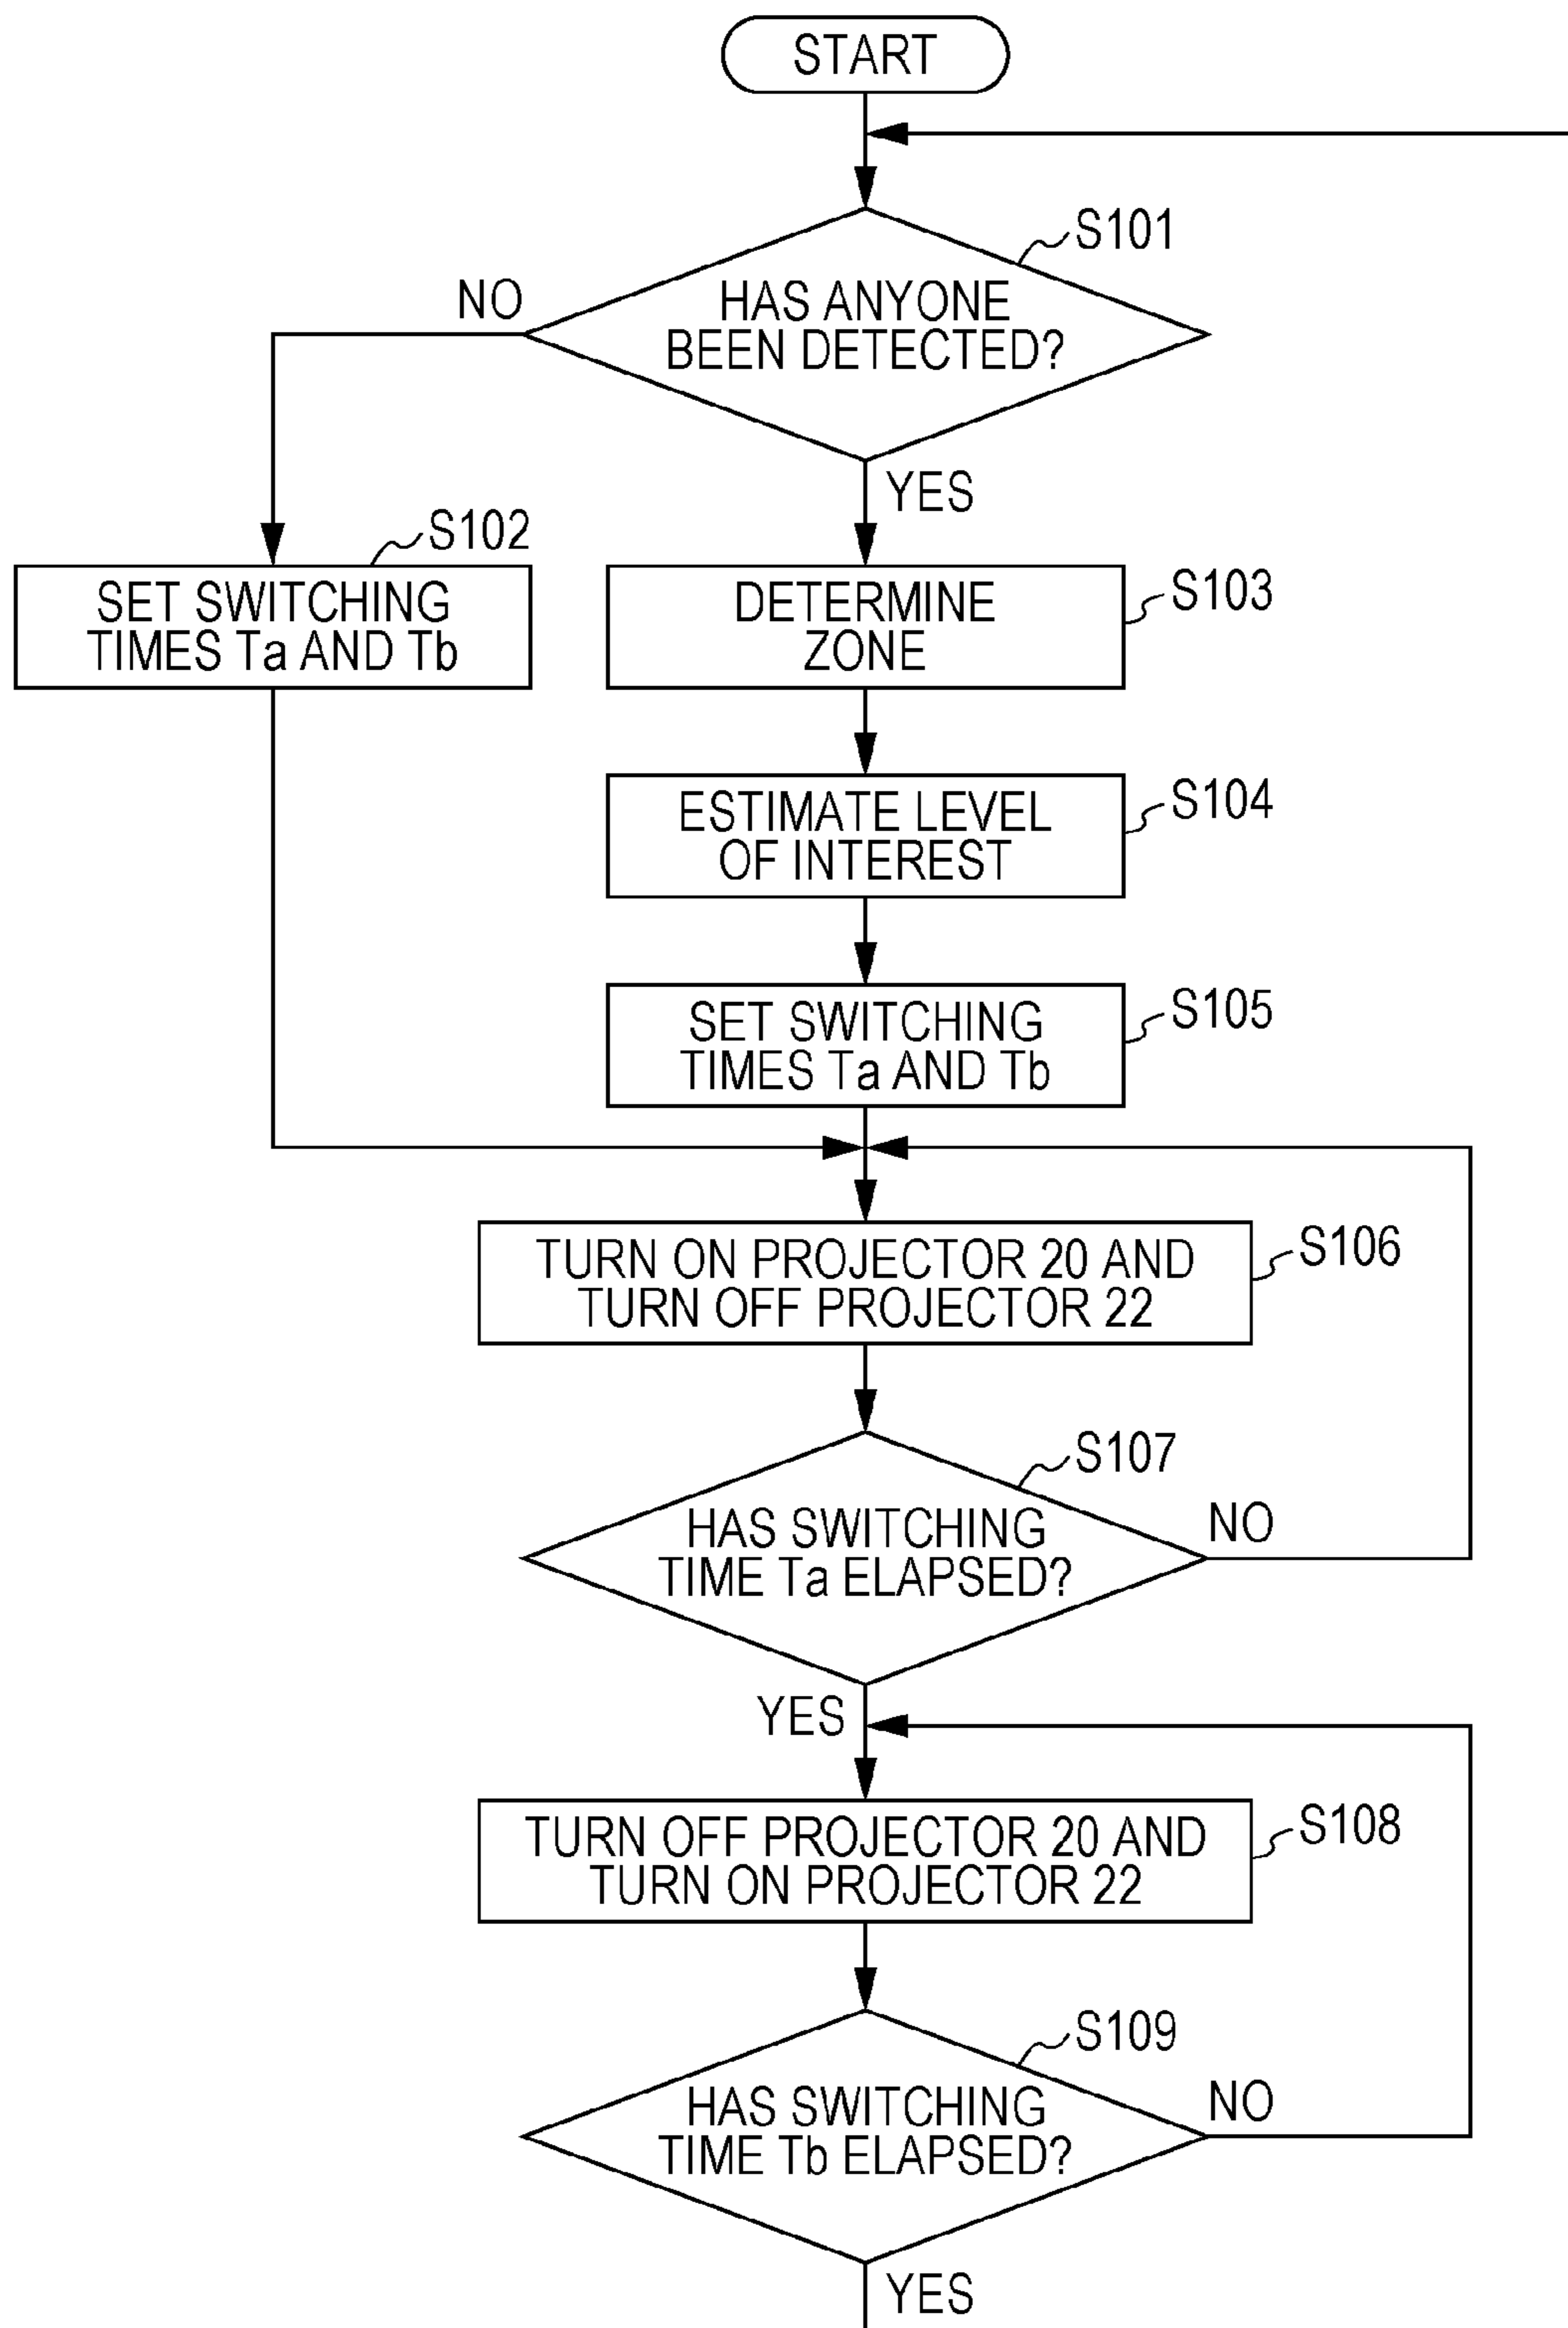 START
S101
NO
HAS ANYONE
BEEN DETECTED?
YES
S102
SET SWITCHING
TIMES Ta AND Tb
S103
DETERMINE
ZONE
S104
ESTIMATE LEVEL
OF INTEREST
S105
SET SWITCHING
TIMES Ta AND Tb
S106
TURN ON PROJECTOR 20 AND
TURN OFF PROJECTOR 22
S107
HAS SWITCHING
TIME Ta ELAPSED?
NO
YES
S108
TURN OFF PROJECTOR 20 AND
TURN ON PROJECTOR 22
S109
HAS SWITCHING
TIME Tb ELAPSED?
NO
YES